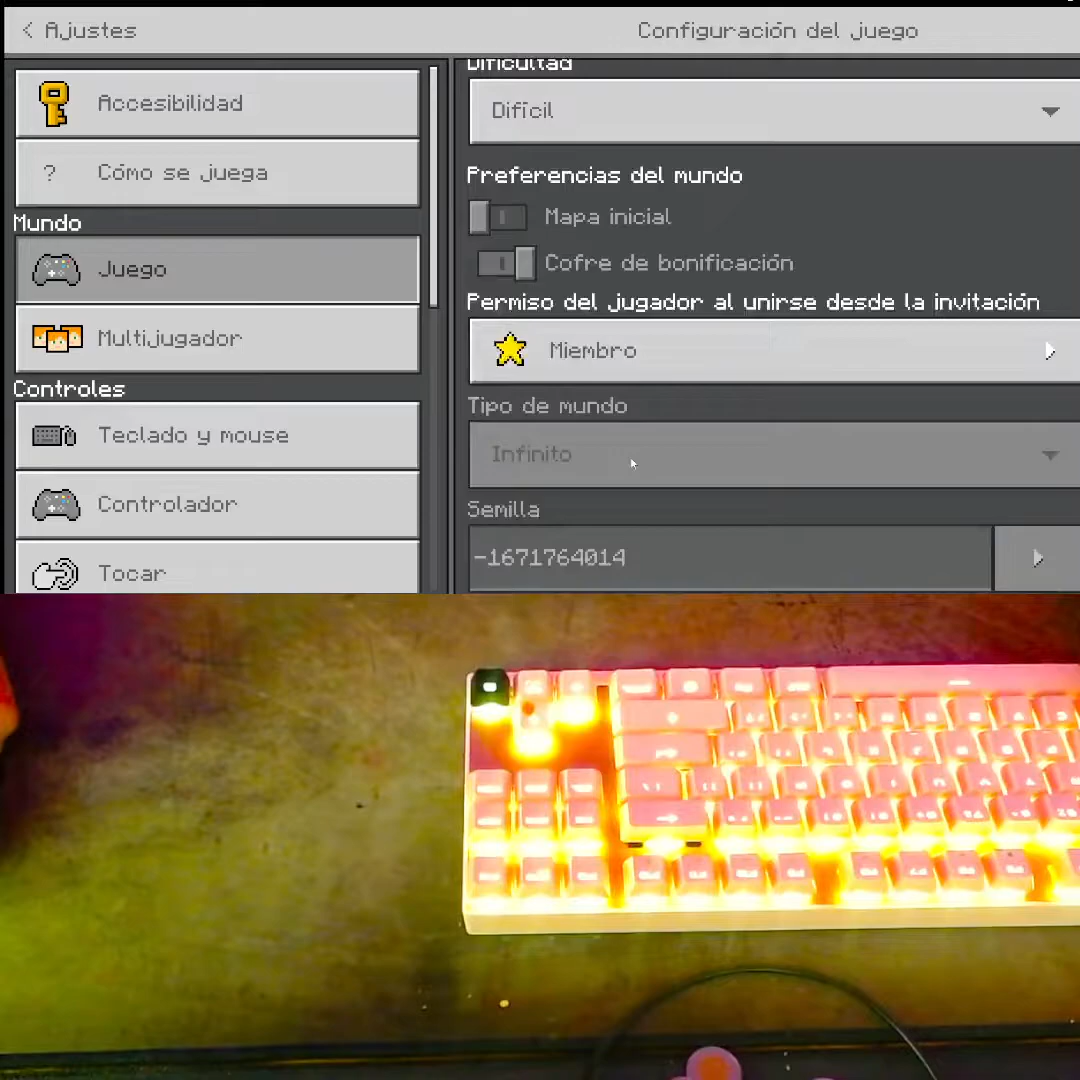 Ajustes
Configuración del juego
Accesibilidad
? Cómo se juega
Mundo
Juego
Multijugador
Controles
Teclado y mouse
Controlador
Tocar
Dificultad
Difícil
Preferencias del mundo
Mapa inicial
Cofre de bonificación
Permiso del jugador al unirse desde la invitación
Miembro
Tipo de mundo
Infinito
Semilla
-1671764014